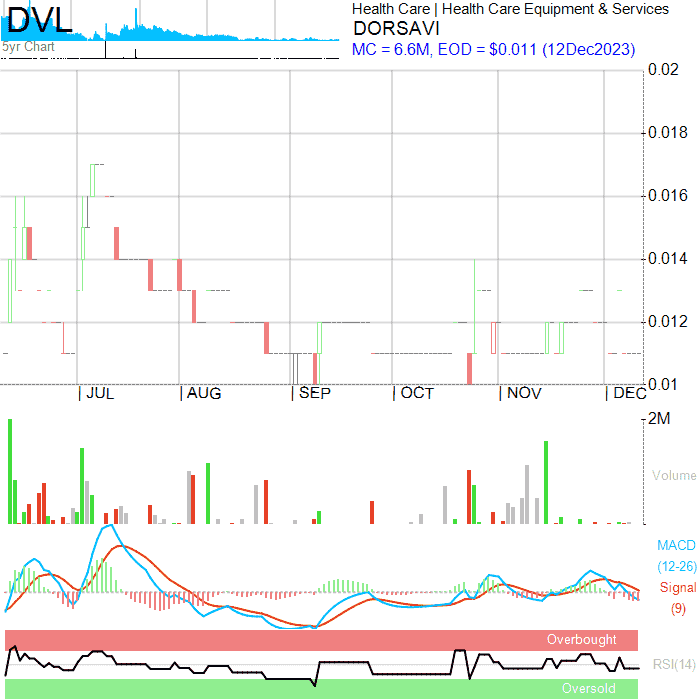 DVL
5yr Chart
Health Care | Health Care Equipment & Services
DORSAVI
MC = 6.6M, EOD = $0.011 (12Dec2023)
0.02
0.018
0.016
0.014
0.012
0.01
JUL AUG SEP OCT NOV DEC
2M
Volume
MACD
(12-26)
Signal
(9)
Overbought
RSI(14)
Oversold